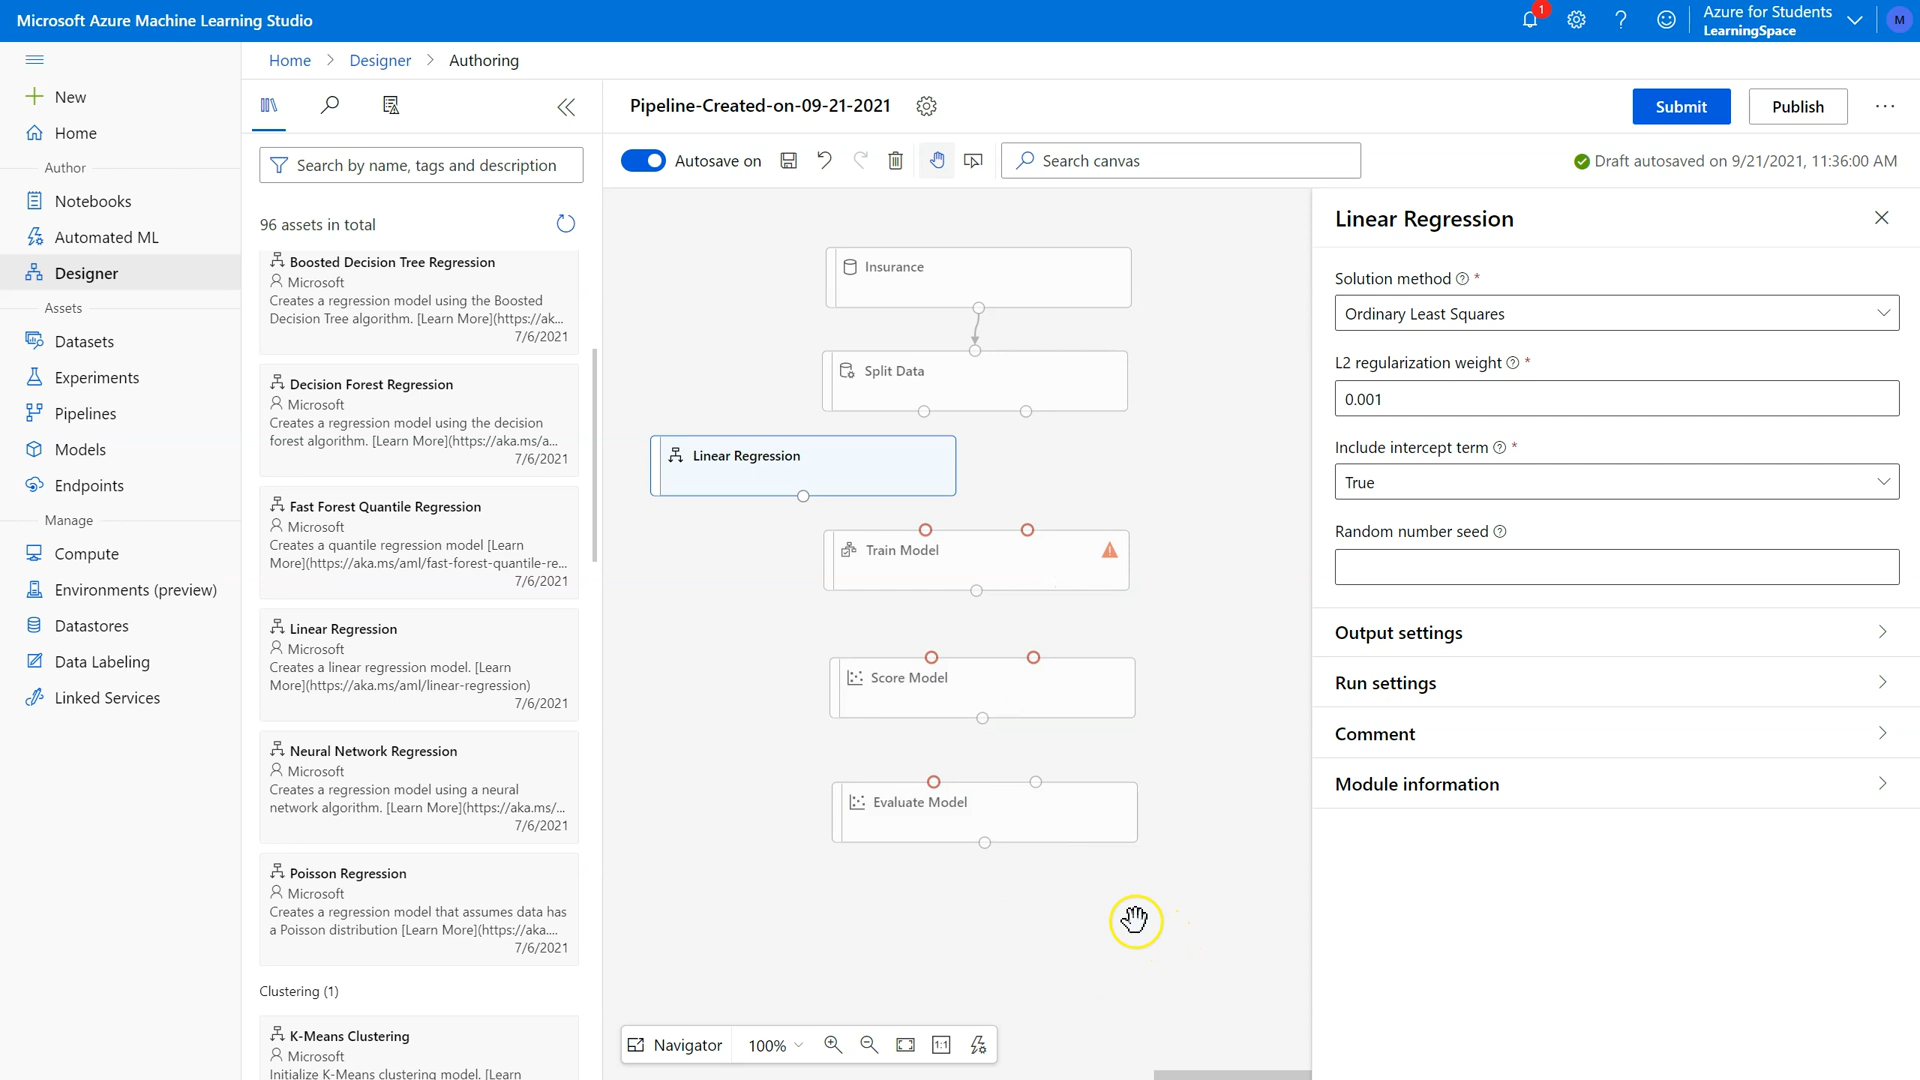 Microsoft Azure Machine Learning Studio
1
Azure for Students
LearningSpace
M
New
Home
Author
Notebooks
Automated ML
Designer
Assets
Datasets
Experiments
Pipelines
Models
Endpoints
Manage
Compute
Environments (preview)
Datastores
Data Labeling
Linked Services
Home > Designer > Authoring
Search by name, tags and description
96 assets in total
Boosted Decision Tree Regression
Microsoft
Creates a regression model using the Boosted
Decision Tree algorithm. [Learn More](https://ak...
7/6/2021
Decision Forest Regression
Microsoft
Creates a regression model using the decision
forest algorithm. [Learn More](https://aka.ms/a...
7/6/2021
Fast Forest Quantile Regression
Microsoft
Creates a quantile regression model [Learn
More](https://aka.ms/aml/fast-forest-quantile-re...
7/6/2021
Linear Regression
Microsoft
Creates a linear regression model. [Learn
More](https://aka.ms/aml/linear-regression)
7/6/2021
Neural Network Regression
Microsoft
Creates a regression model using a neural
network algorithm. [Learn More](https://aka.ms/...
7/6/2021
Poisson Regression
Microsoft
Creates a regression model that assumes data has
a Poisson distribution [Learn More](https://aka....
7/6/2021
Clustering (1)
K-Means Clustering
Microsoft
Initialize K-Means clustering model. [Learn
Pipeline-Created-on-09-21-2021
Submit
Publish
Autosave on
Search canvas
Draft autosaved on 9/21/2021, 11:36:00 AM
Insurance
Split Data
Linear Regression
Train Model
Score Model
Evaluate Model
Navigator
100%
1:1
Linear Regression
Solution method ? *
Ordinary Least Squares
L2 regularization weight ? *
0.001
Include intercept term ? *
True
Random number seed ?
Output settings
Run settings
Comment
Module information